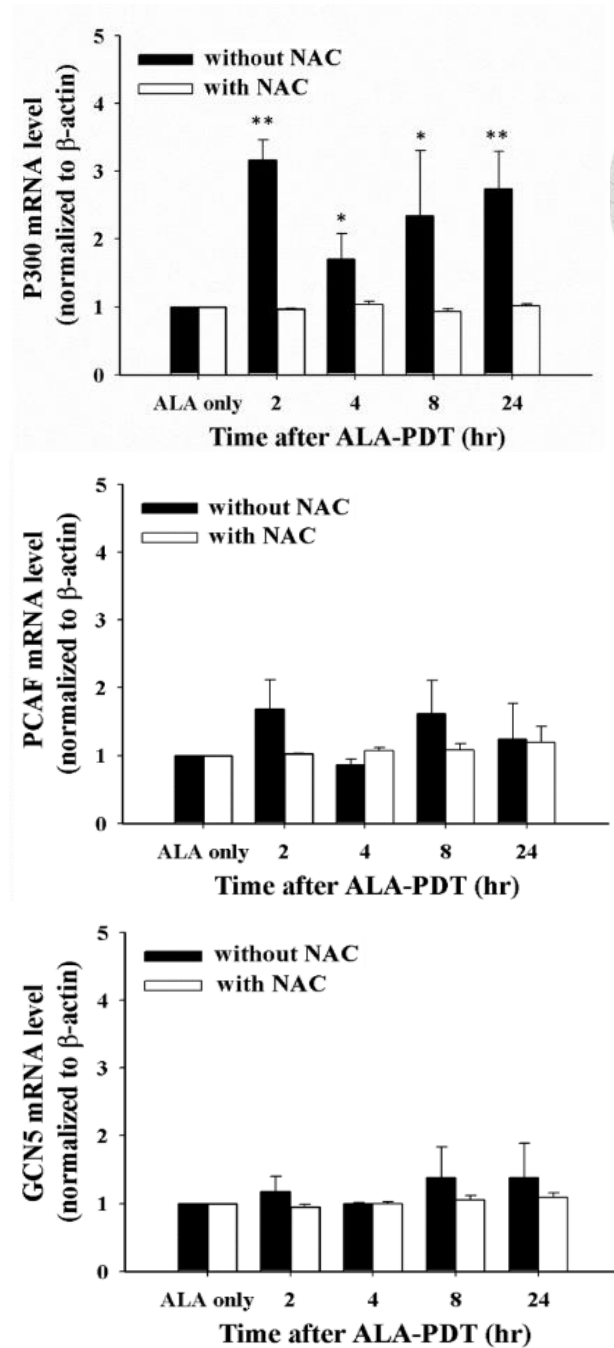 P300 mRNA level
(normalized to β-actin)
5
4
3
2
1
0
without NAC
with NAC
**
*
*
**
ALA only 2 4 8 24
Time after ALA-PDT (hr)
PCAF mRNA level
(normalized to β-actin)
5
4
3
2
1
0
without NAC
with NAC
ALA only 2 4 8 24
Time after ALA-PDT (hr)
GCN5 mRNA level
(normalized to β-actin)
5
4
3
2
1
0
without NAC
with NAC
ALA only 2 4 8 24
Time after ALA-PDT (hr)